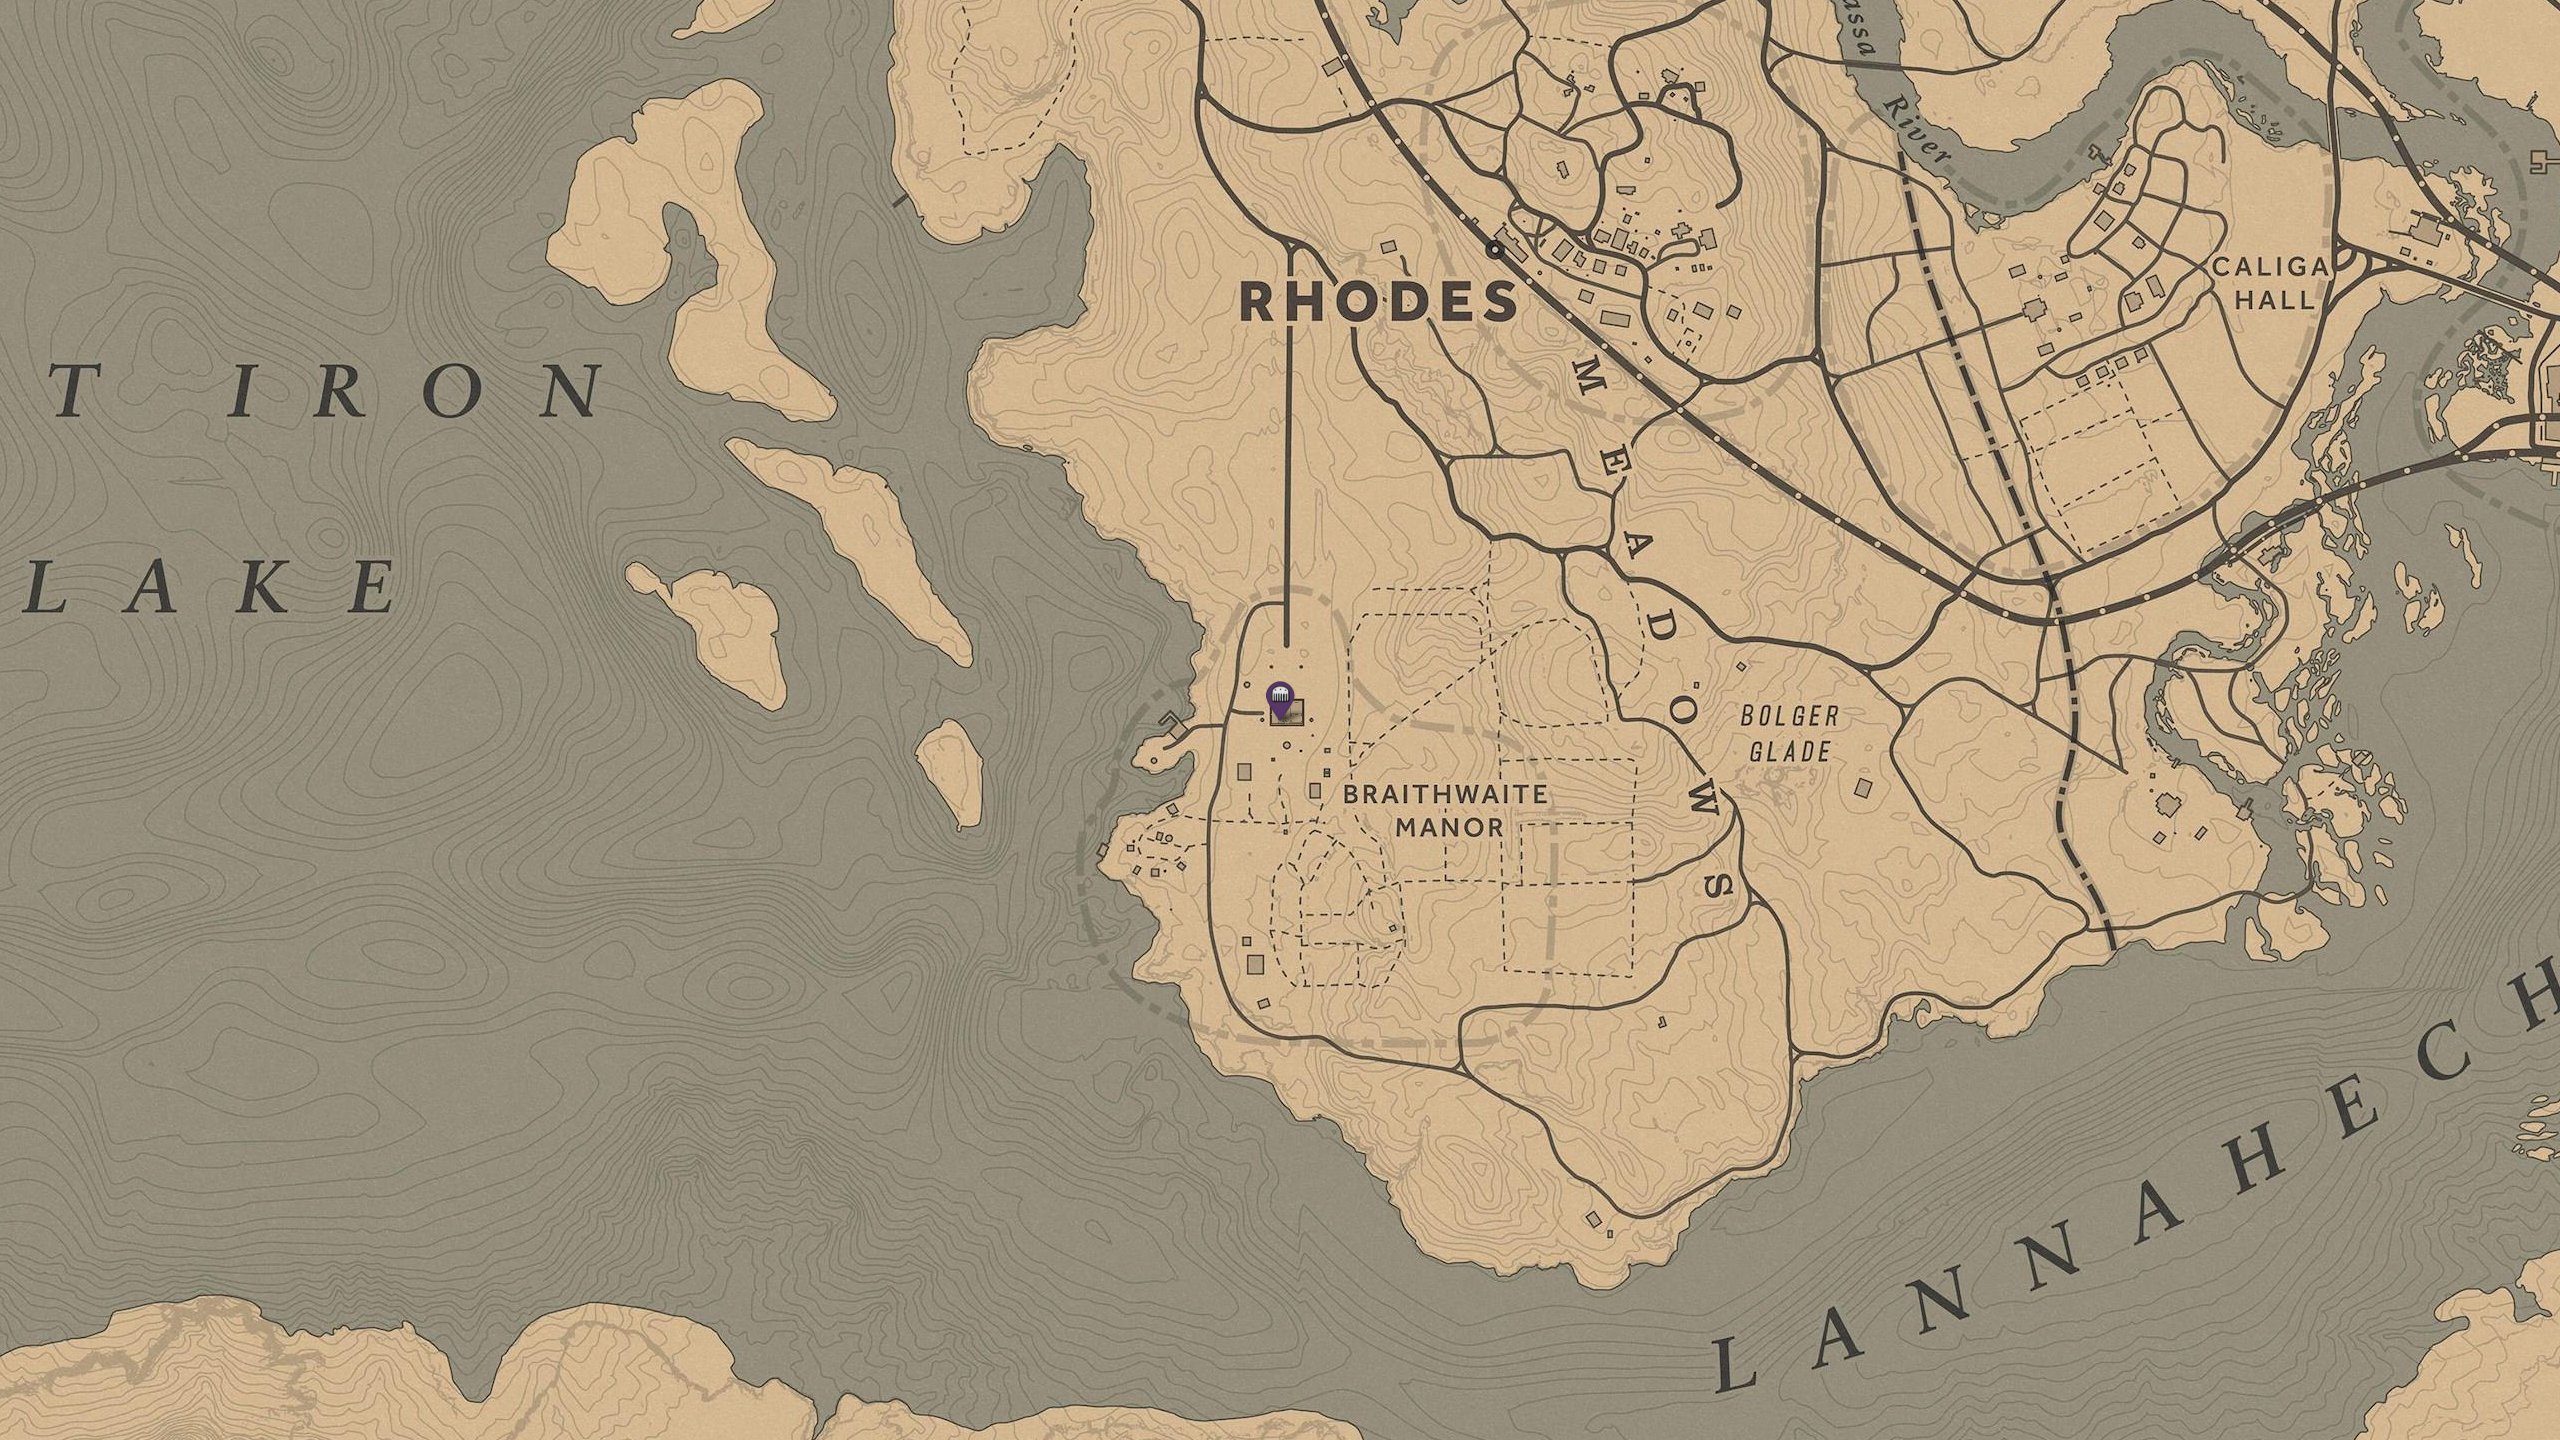 assa
River
CALIGA
HALL
RHODES
T IRON
LAKE
MEADOWS
BOLGER
GLADE
BRAITHWAITE
MANOR
LANNAHECH